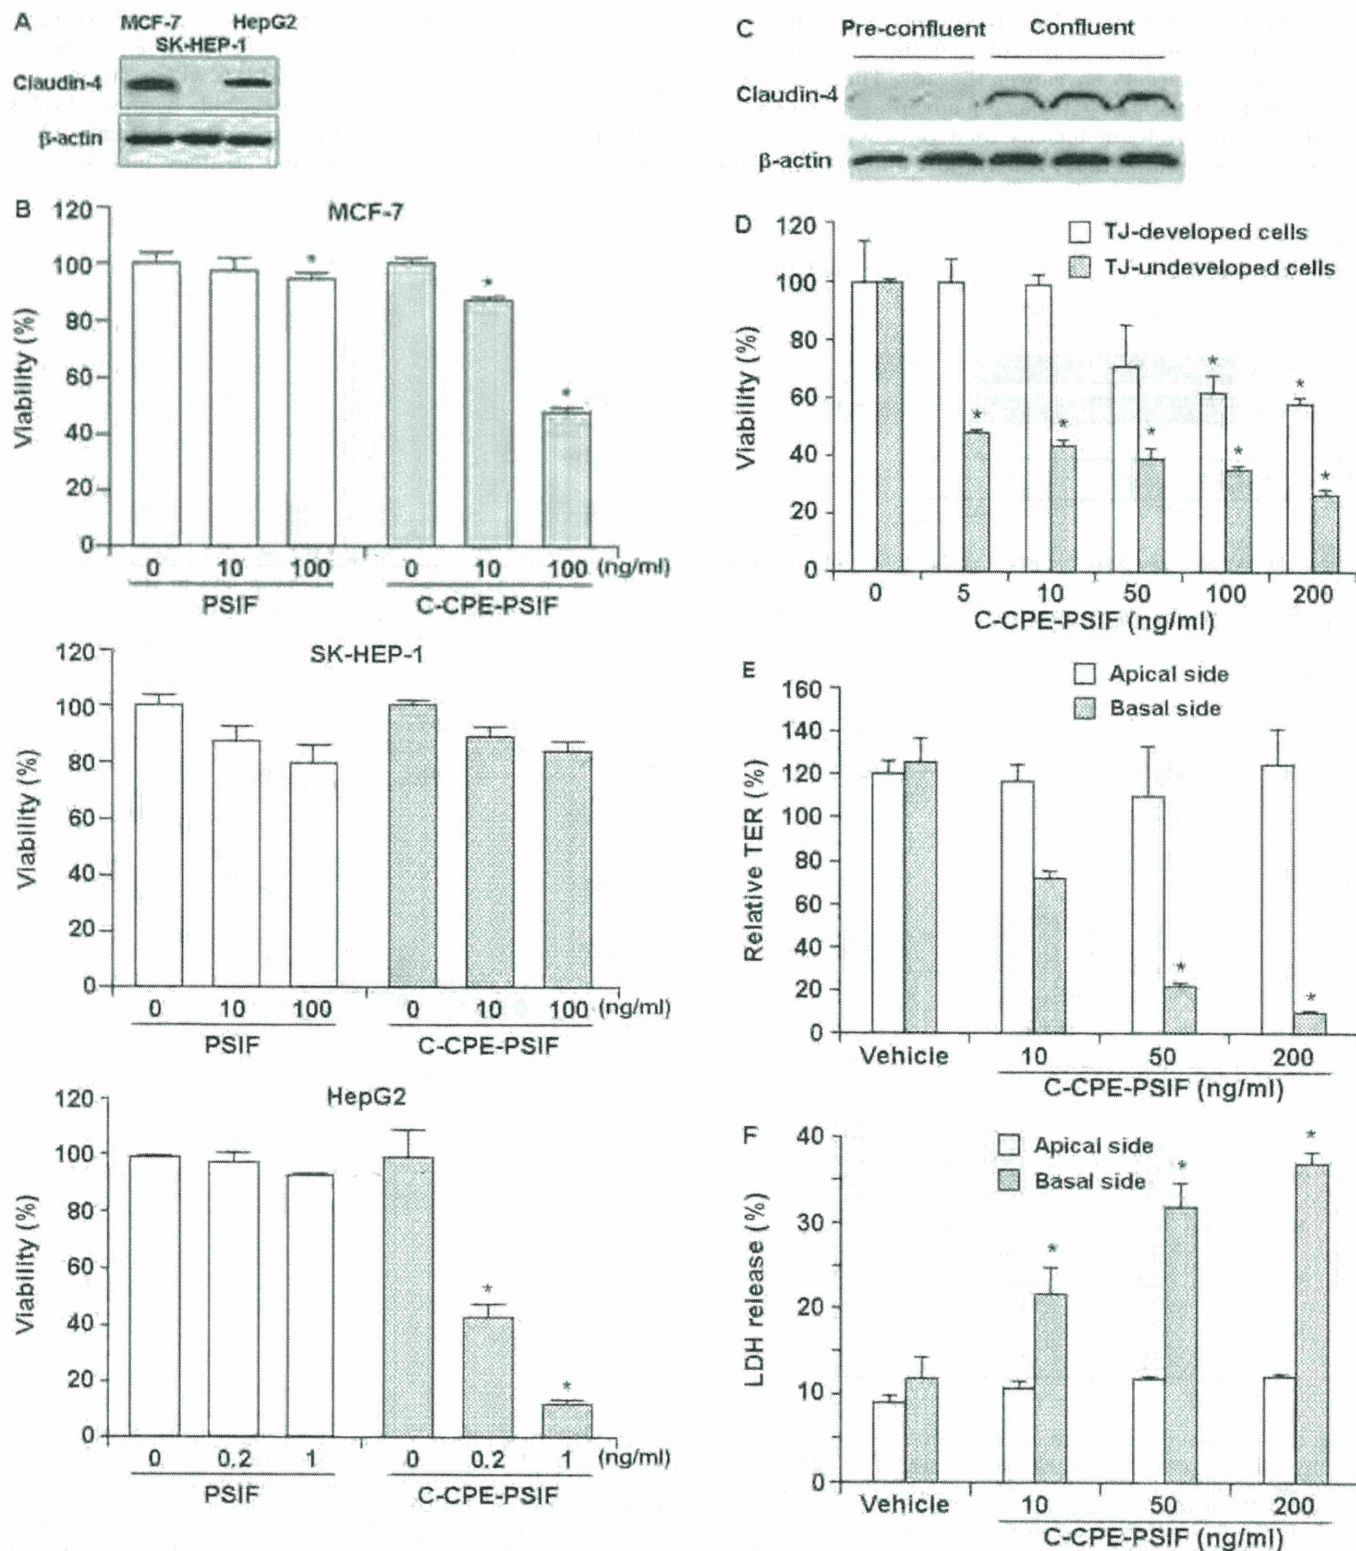 A
MCF-7 HepG2
SK-HEP-1
Claudin-4
β-actin
B
MCF-7
Viability (%)
120
100
80
60
40
20
0
0 10 100 0 10 100 (ng/ml)
PSIF C-CPE-PSIF
SK-HEP-1
Viability (%)
120
100
80
60
40
20
0
0 10 100 0 10 100 (ng/ml)
PSIF C-CPE-PSIF
HepG2
Viability (%)
120
100
80
60
40
20
0
0 0.2 1 0 0.2 1 (ng/ml)
PSIF C-CPE-PSIF
C
Pre-confluent Confluent
Claudin-4
β-actin
D
TJ-developed cells
TJ-undeveloped cells
Viability (%)
120
100
80
60
40
20
0
0 5 10 50 100 200
C-CPE-PSIF (ng/ml)
E
Apical side
Basal side
Relative TER (%)
160
140
120
100
80
60
40
20
0
Vehicle 10 50 200
C-CPE-PSIF (ng/ml)
F
Apical side
Basal side
LDH release (%)
40
30
20
10
0
Vehicle 10 50 200
C-CPE-PSIF (ng/ml)